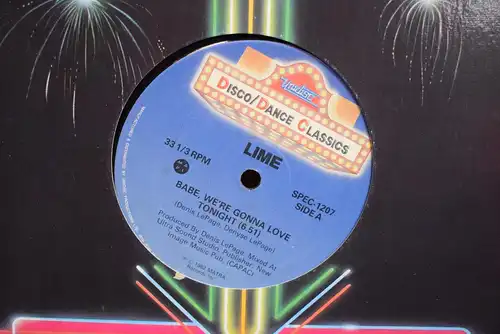 Unidisc
DISCO/DANCE CLASSICS
LIME
33 1/3 RPM
SPEC-1207
SIDE A
BABE, WE'RE GONNA LOVE
TONIGHT (6:51)
(Denis LePage, Denyse LePage)
Produced By Denis LePage, Mixed At
Ultra Sound Studio, Publisher, New
Image Music Pub. (CAPAC)
1982 MATRA